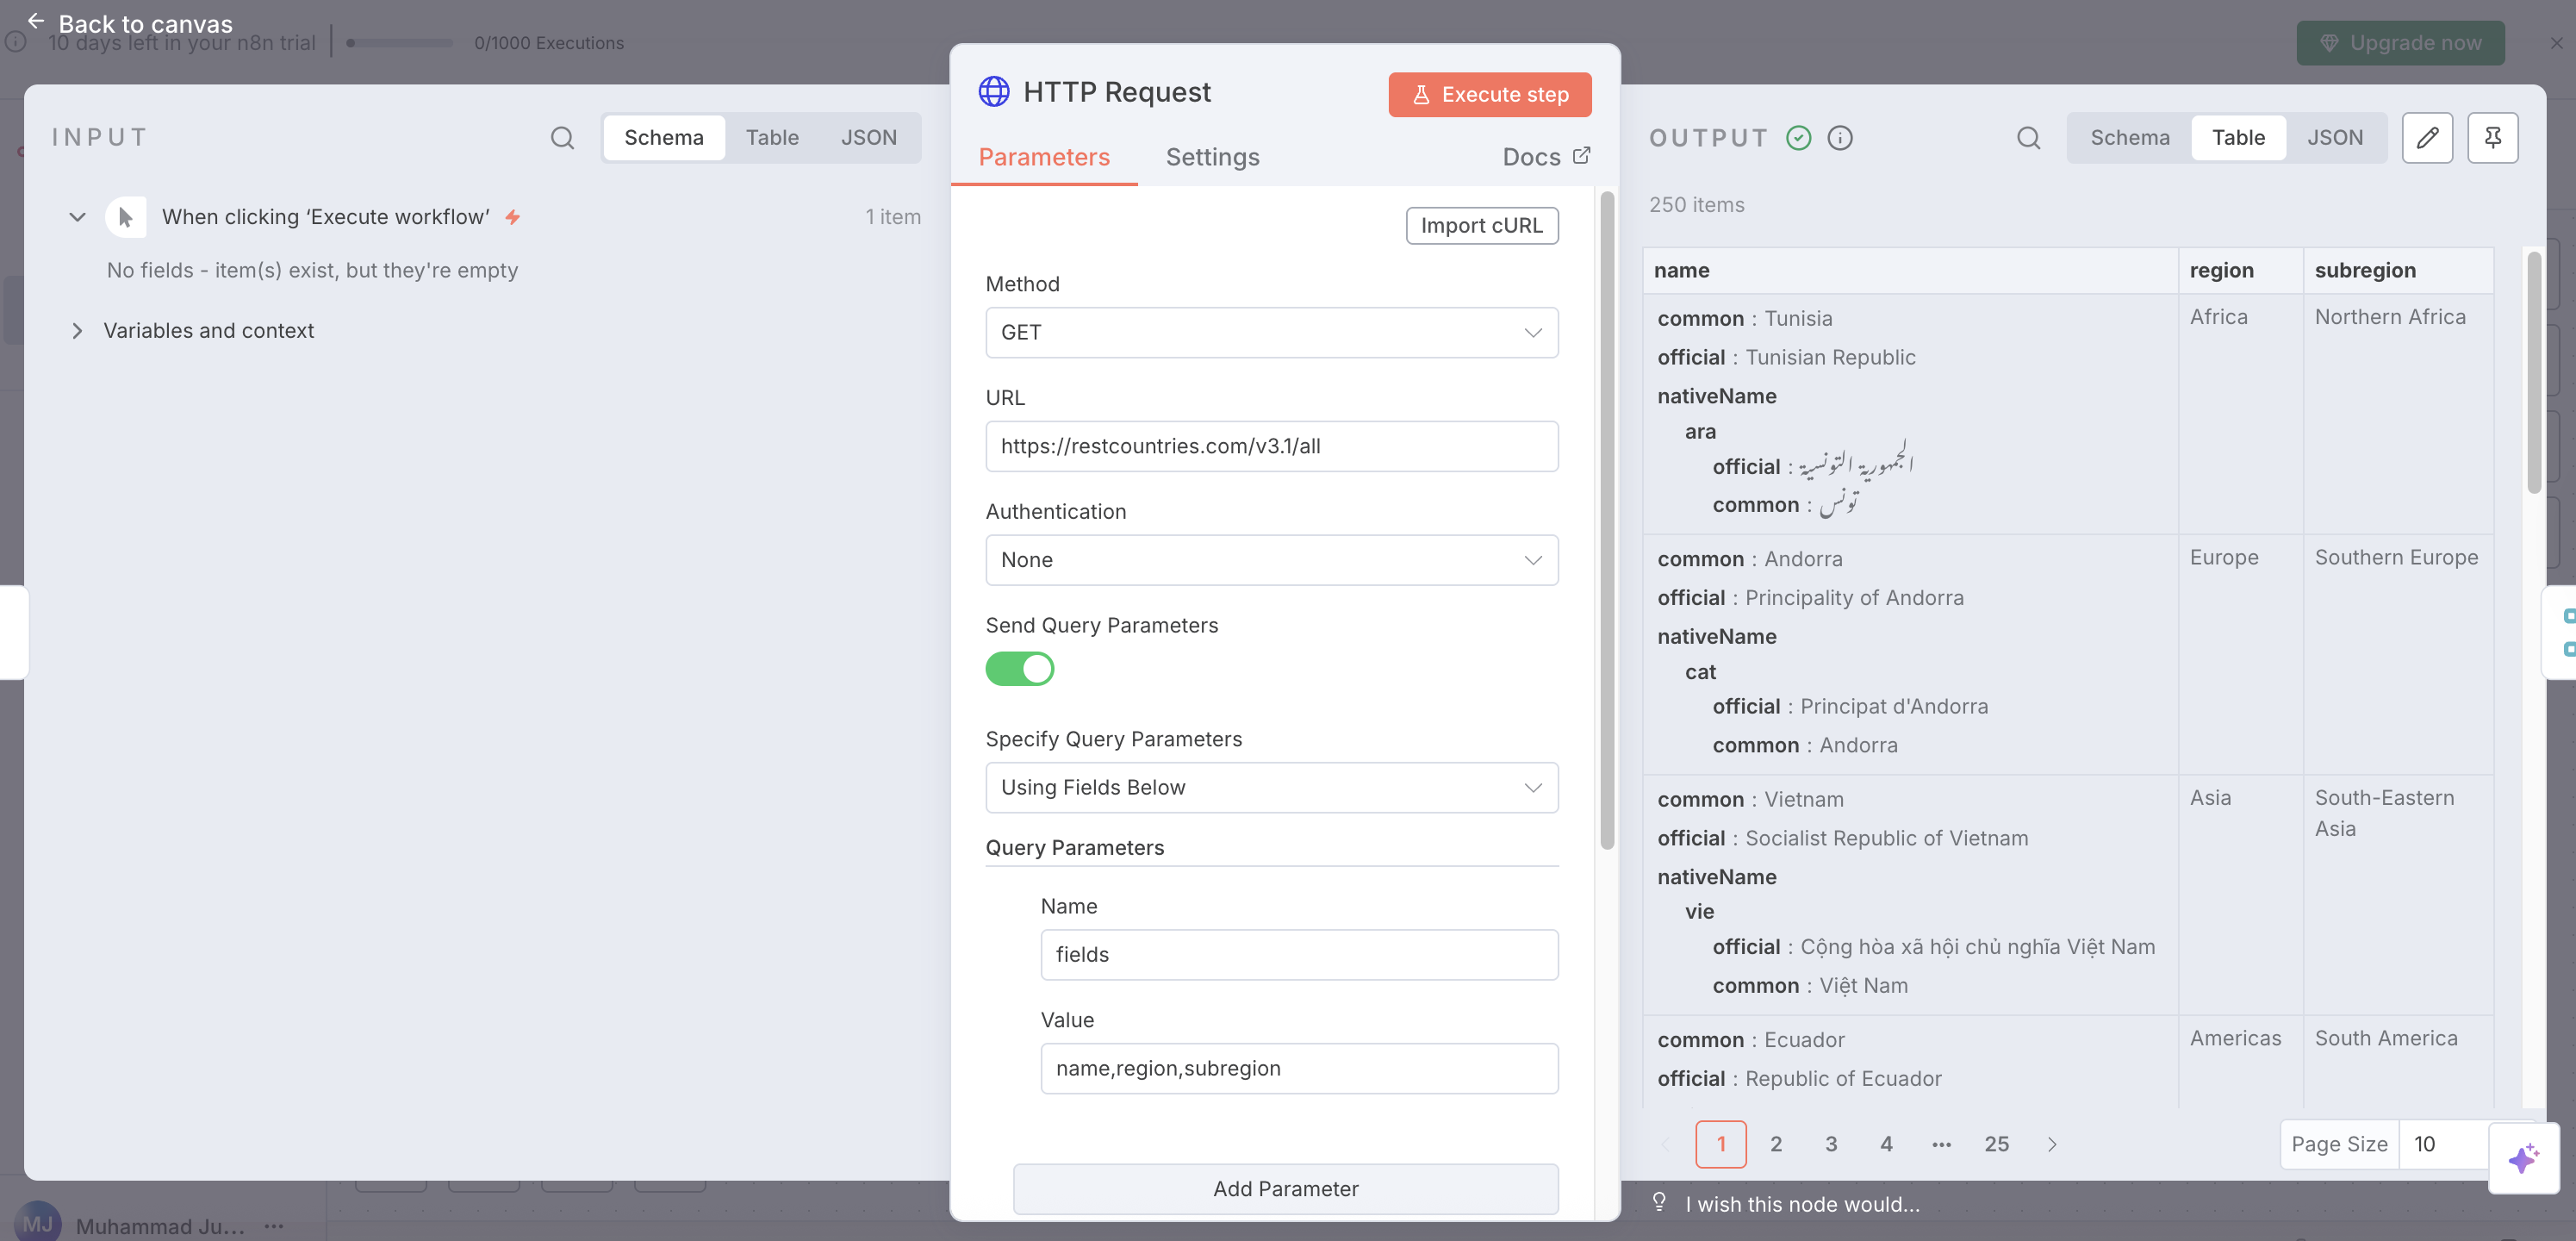 Back to canvas
10 days left in your n8n trial
0/1000 Executions
Upgrade now
INPUT
Schema
Table
JSON
When clicking ‘Execute workflow’
1 item
No fields - item(s) exist, but they're empty
Variables and context
HTTP Request
Execute step
Parameters
Settings
Docs
Import cURL
Method
GET
URL
https://restcountries.com/v3.1/all
Authentication
None
Send Query Parameters
Specify Query Parameters
Using Fields Below
Query Parameters
Name
fields
Value
name,region,subregion
Add Parameter
OUTPUT
Schema
Table
JSON
250 items
name region subregion
common : Tunisia Africa Northern Africa
official : Tunisian Republic
nativeName
ara
official : الجمهورية التونسية
common : تونس
common : Andorra Europe Southern Europe
official : Principality of Andorra
nativeName
cat
official : Principat d'Andorra
common : Andorra
common : Vietnam Asia South-Eastern
Asia
official : Socialist Republic of Vietnam
nativeName
vie
official : Cộng hòa xã hội chủ nghĩa Việt Nam
common : Việt Nam
common : Ecuador Americas South America
official : Republic of Ecuador
1 2 3 4 ··· 25
Page Size 10
I wish this node would...
MJ
Muhammad Ju...